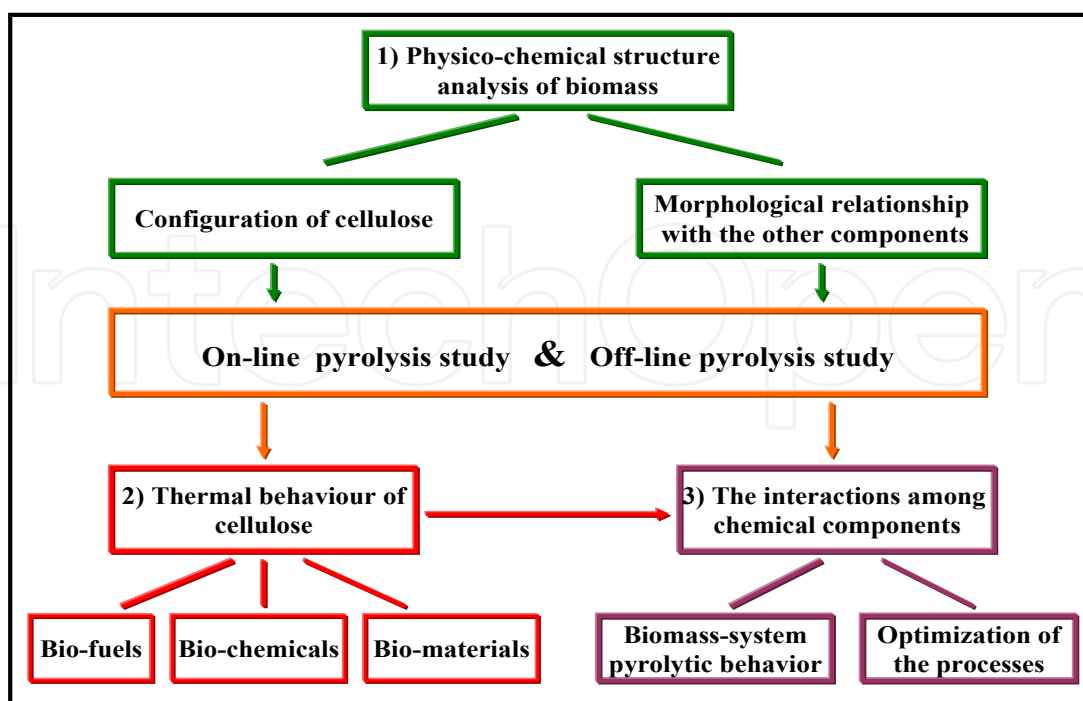 1) Physico-chemical structure
analysis of biomass
Configuration of cellulose
Morphological relationship
with the other components
IntechOpen
On-line pyrolysis study & Off-line pyrolysis study
2) Thermal behaviour of
cellulose
3) The interactions among
chemical components
Bio-fuels
Bio-chemicals
Bio-materials
Biomass-system
pyrolytic behavior
Optimization of
the processes